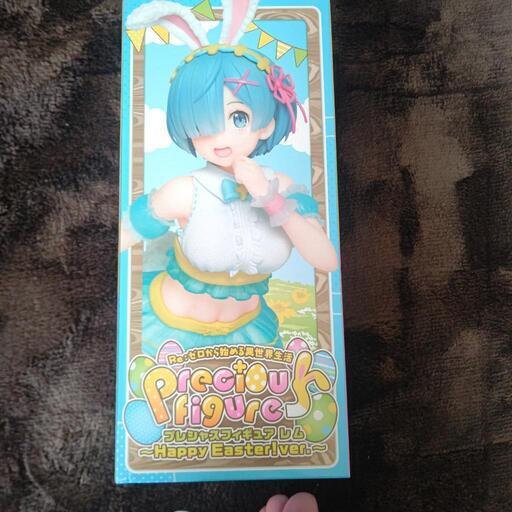 Re:ゼロから始める異世界生活
Precious
figure
プレシャスフィギュア レム
～Happy Easter!ver.～